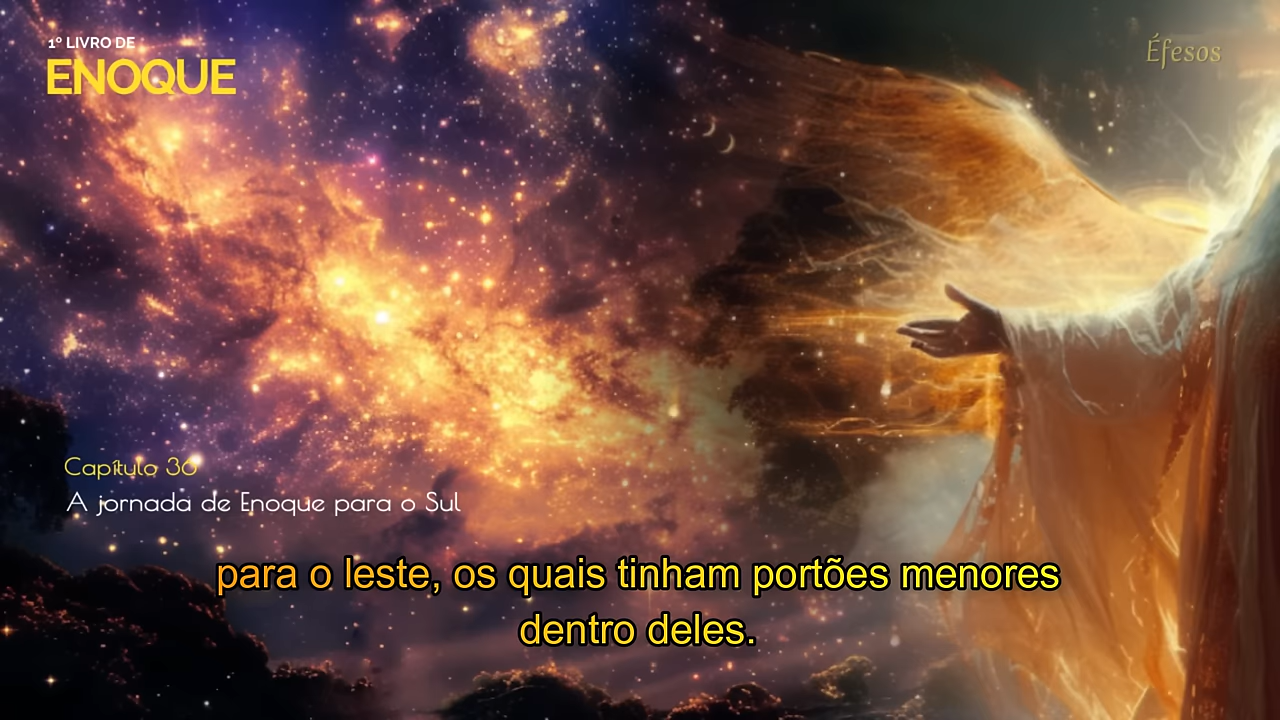 1º LIVRO DE
ENOQUE
Éfesos
Capítulo 36
A jornada de Enoque para o Sul
para o leste, os quais tinham portões menores
dentro deles.